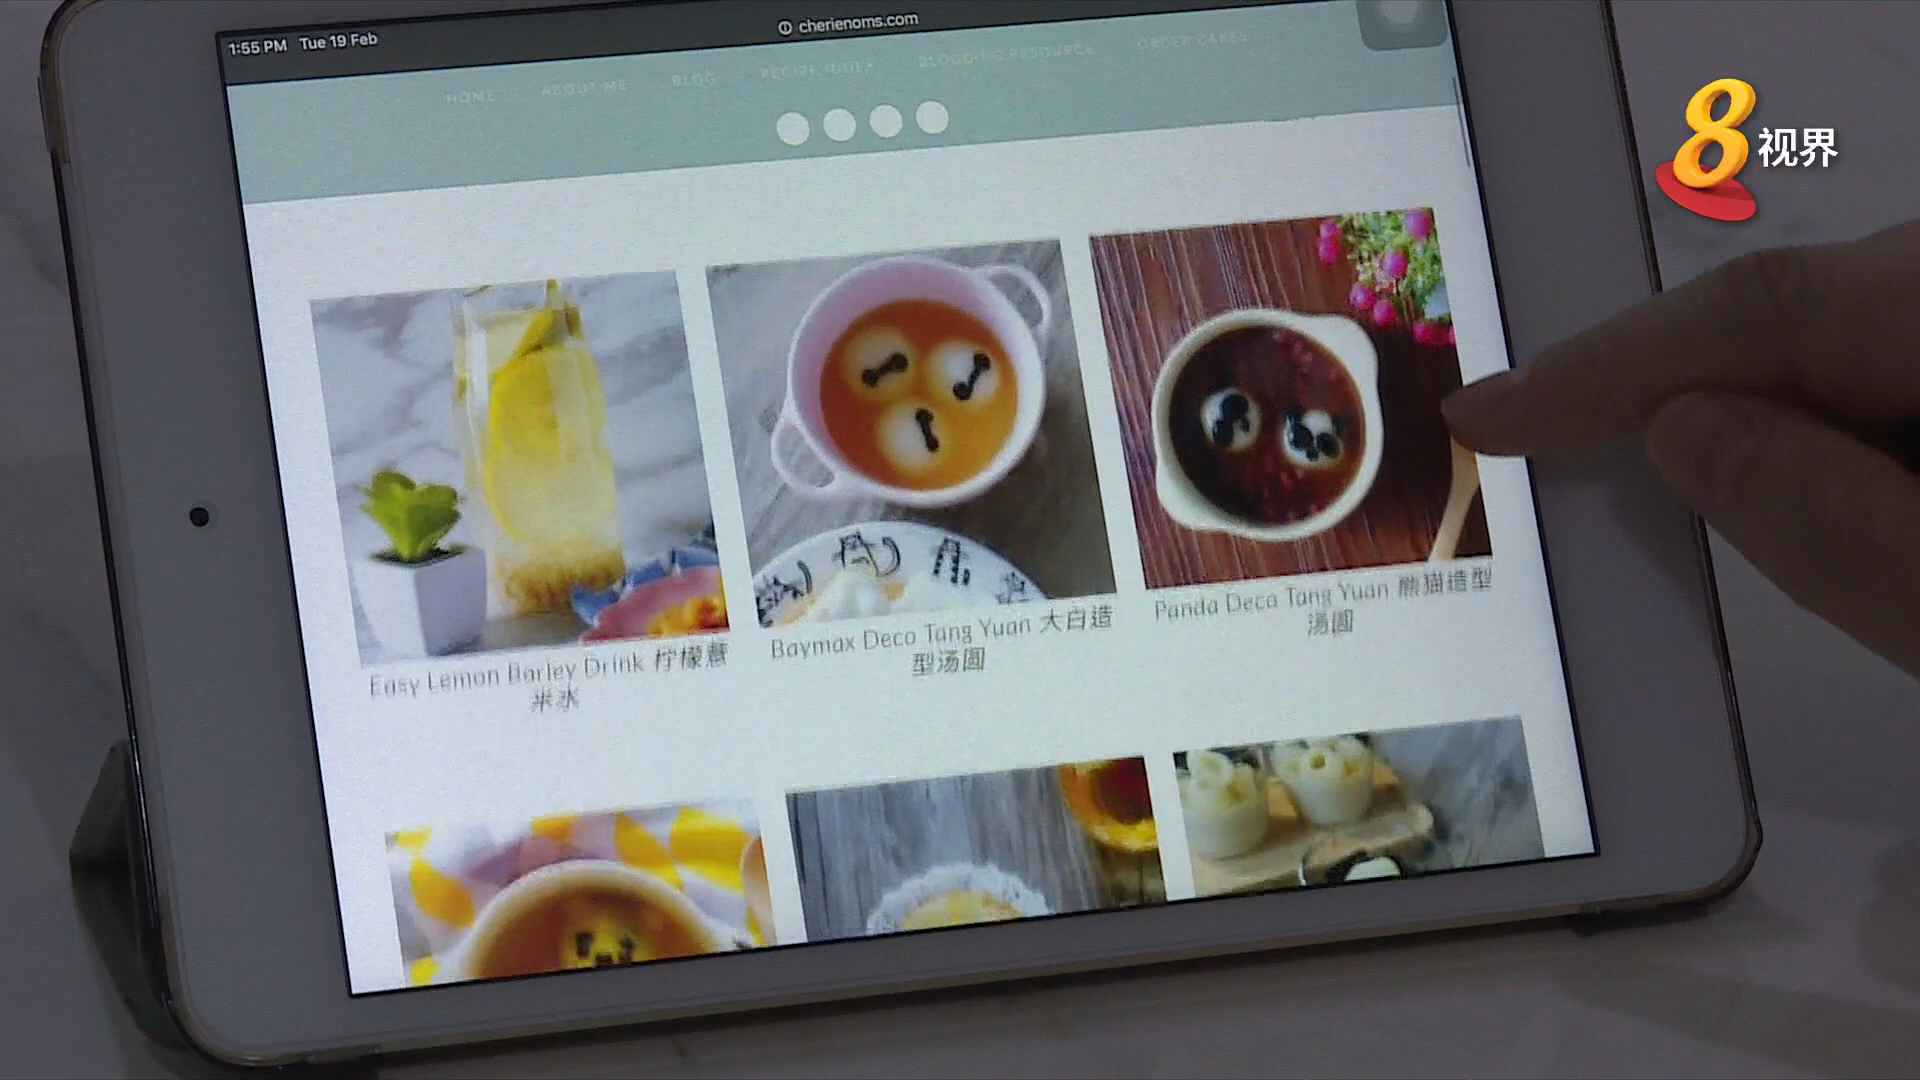 1:55 PM Tue 19 Feb
cherienoms.com
HOME ABOUT ME BLOG RECIPE INDEX BLOGGING RESOURCE ORDER CAKES
8视界
Easy Lemon Barley Drink 柠檬薏
米水
Baymax Deco Tang Yuan 大白造
型汤圆
Panda Deco Tang Yuan 熊猫造型
汤圆